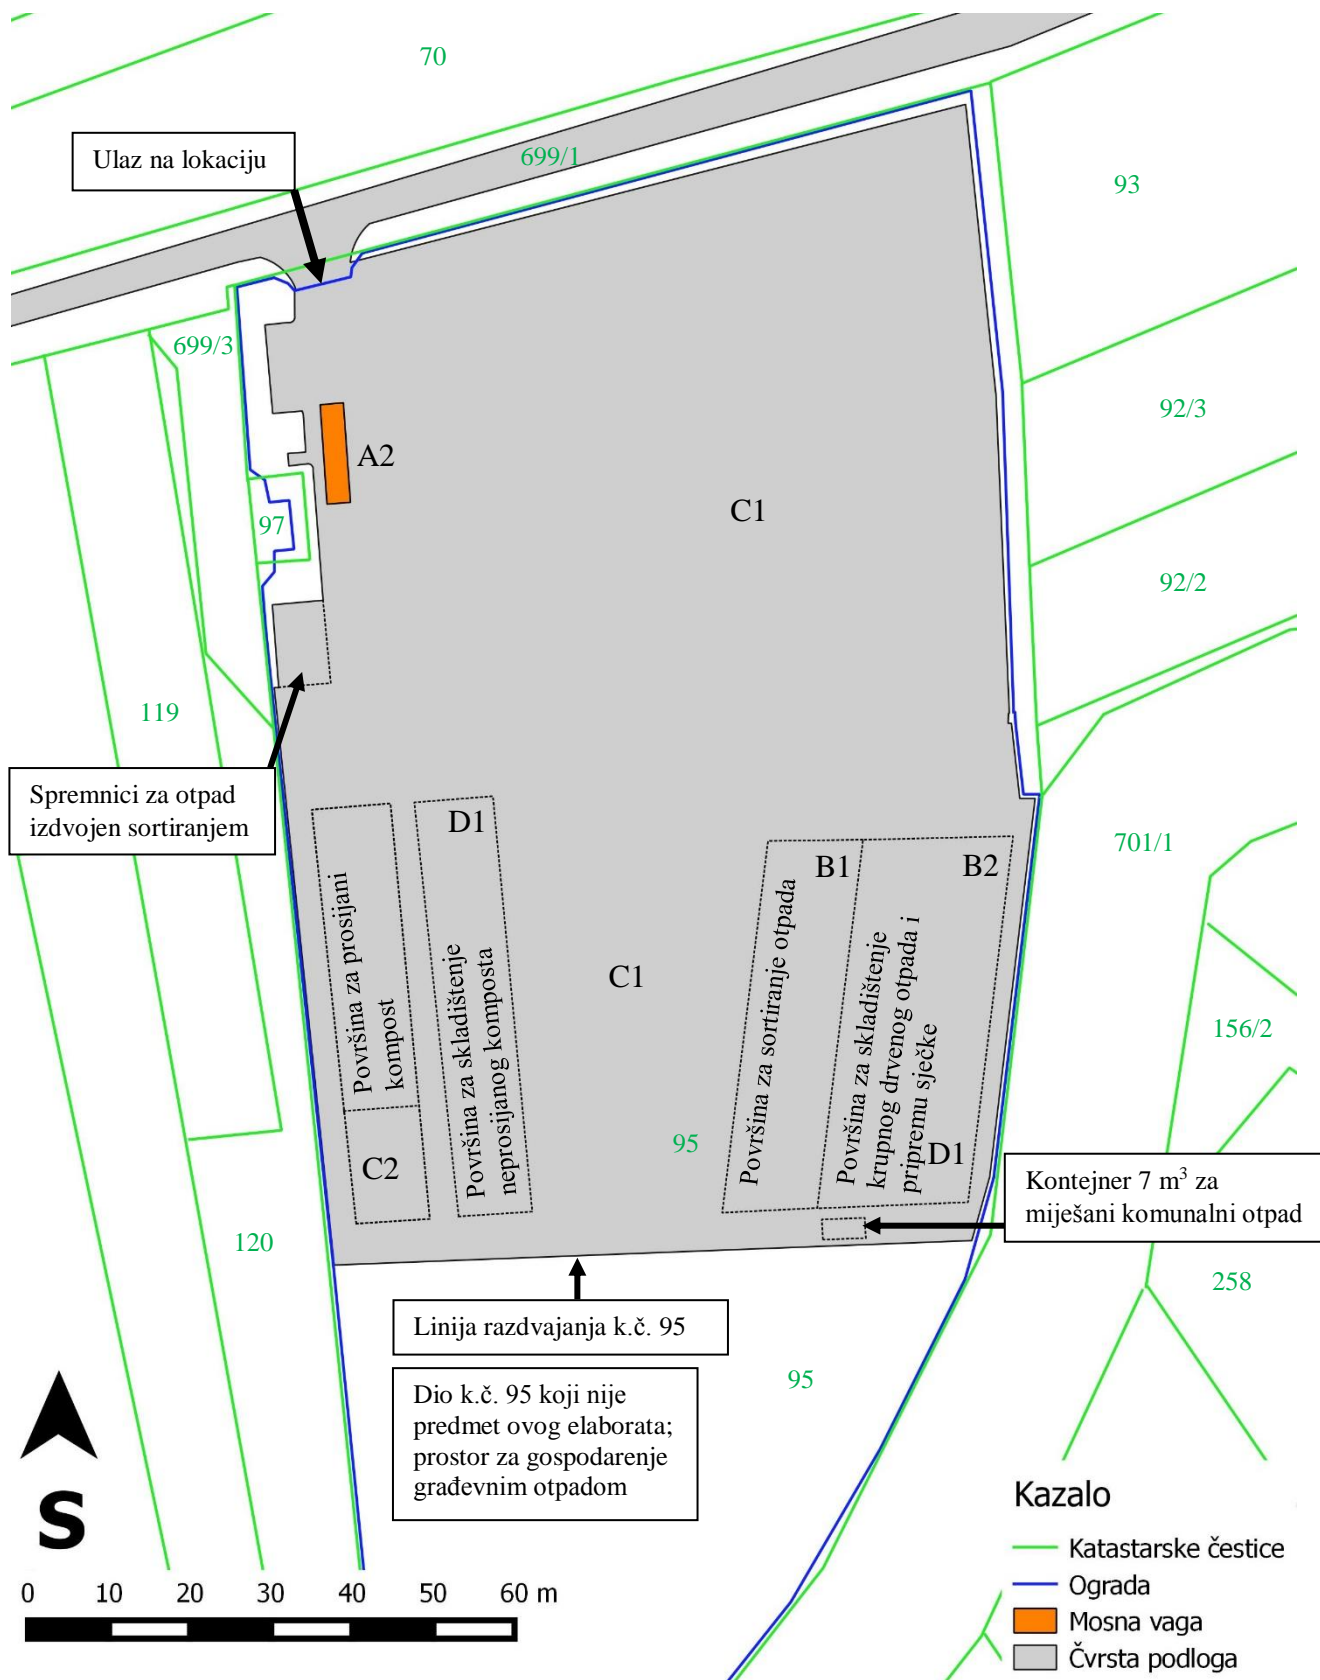 70
Ulaz na lokaciju
699/1
93
699/3
92/3
A2
C1
97
92/2
119
Spremnici za otpad
izdvojen sortiranjem
D1
B1
B2
701/1
Površina za prosijani
kompost
Površina za skladištenje
neprosijanog komposta
C1
Površina za sortiranje otpada
Površina za skladištenje
krupnog drvenog otpada i
pripremu sječke
156/2
95
D1
C2
Kontejner 7 m³ za
miješani komunalni otpad
120
258
Linija razdvajanja k.č. 95
95
Dio k.č. 95 koji nije
predmet ovog elaborata;
prostor za gospodarenje
građevnim otpadom
S
Kazalo
Katastarske čestice
Ograda
Mosna vaga
Čvrsta podloga
0 10 20 30 40 50 60 m